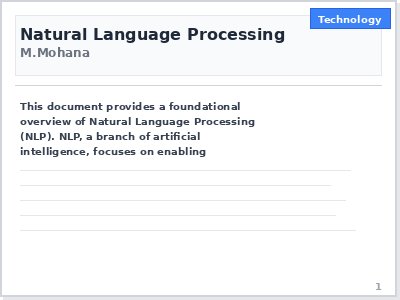 Technology
Natural Language Processing
M.Mohana
This document provides a foundational
overview of Natural Language Processing
(NLP). NLP, a branch of artificial
intelligence, focuses on enabling
1